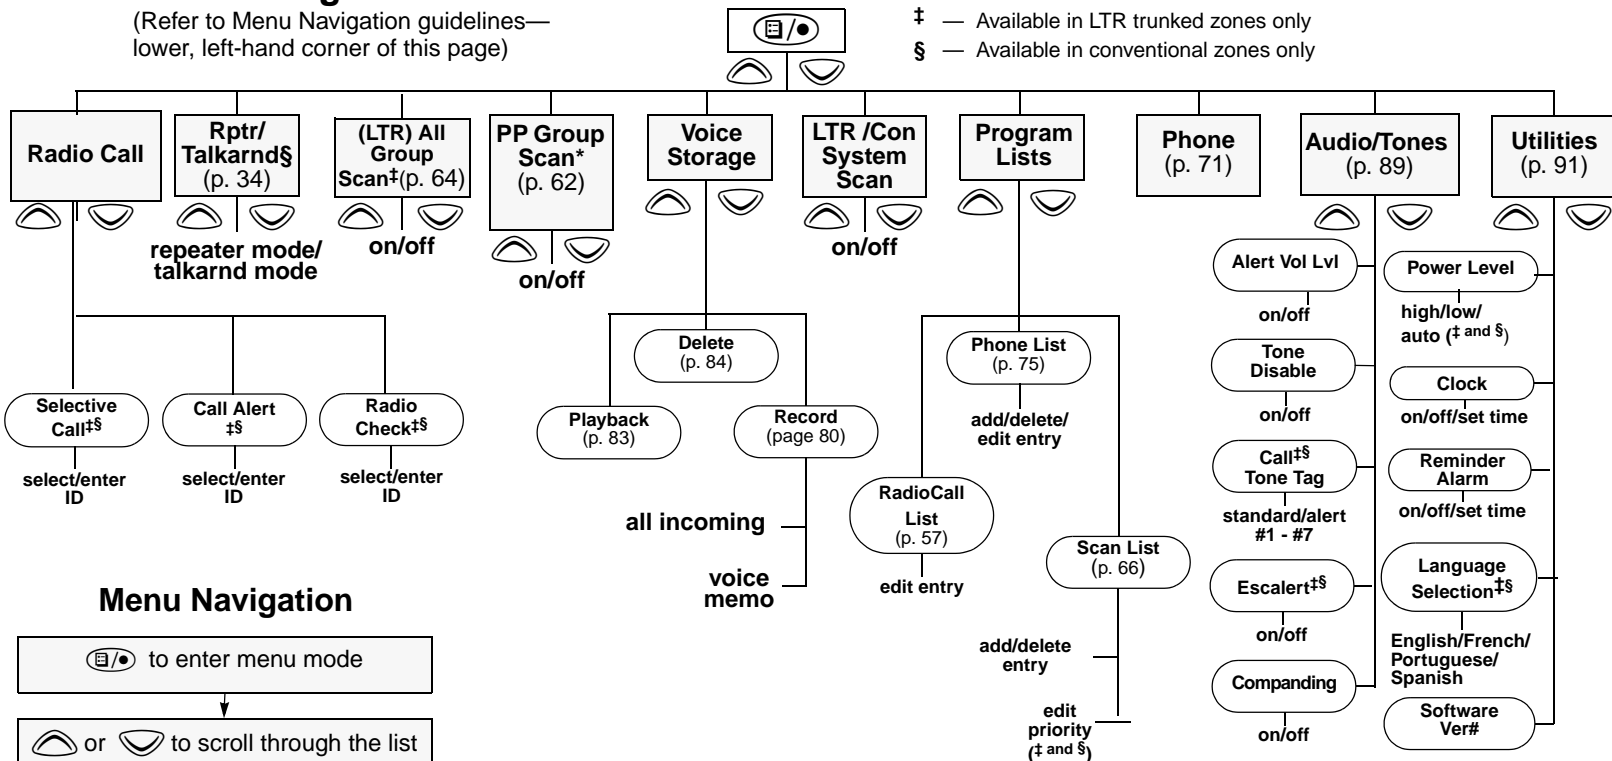 (Refer to Menu Navigation guidelines—
lower, left-hand corner of this page)
‡ — Available in LTR trunked zones only
§ — Available in conventional zones only
Radio Call
Rptr/
Talkarnd§
(p. 34)
repeater mode/
talkarnd mode
(LTR) All
Group
Scan‡(p. 64)
on/off
PP Group
Scan*
(p. 62)
on/off
Voice
Storage
LTR /Con
System
Scan
on/off
Program
Lists
Phone
(p. 71)
Audio/Tones
(p. 89)
Utilities
(p. 91)
Selective
Call‡§
select/enter
ID
Call Alert
‡§
select/enter
ID
Radio
Check‡§
select/enter
ID
Delete
(p. 84)
Playback
(p. 83)
Record
(page 80)
all incoming
voice
memo
Phone List
(p. 75)
add/delete/
edit entry
RadioCall
List
(p. 57)
edit entry
Scan List
(p. 66)
add/delete
entry
edit
priority
(‡ and §)
Alert Vol Lvl
on/off
Tone
Disable
on/off
Call‡§
Tone Tag
standard/alert
#1 - #7
Escalert‡§
on/off
Companding
on/off
Power Level
high/low/
auto (‡ and §)
Clock
on/off/set time
Reminder
Alarm
on/off/set time
Language
Selection‡§
English/French/
Portuguese/
Spanish
Software
Ver#
Menu Navigation
to enter menu mode
or to scroll through the list